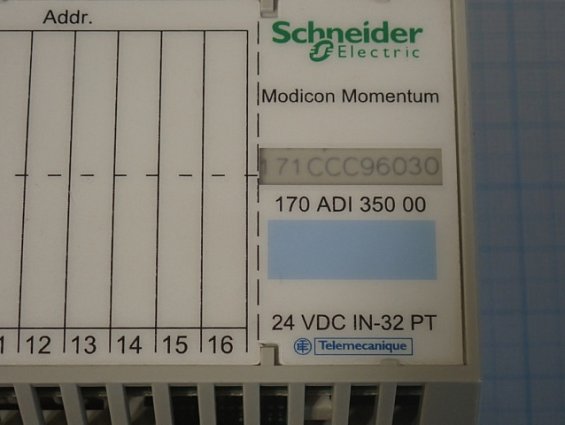 Addr.
Schneider
Electric
Modicon Momentum
171CCC96030
170 ADI 350 00
24 VDC IN-32 PT
Telemecanique
1 12 13 14 15 16